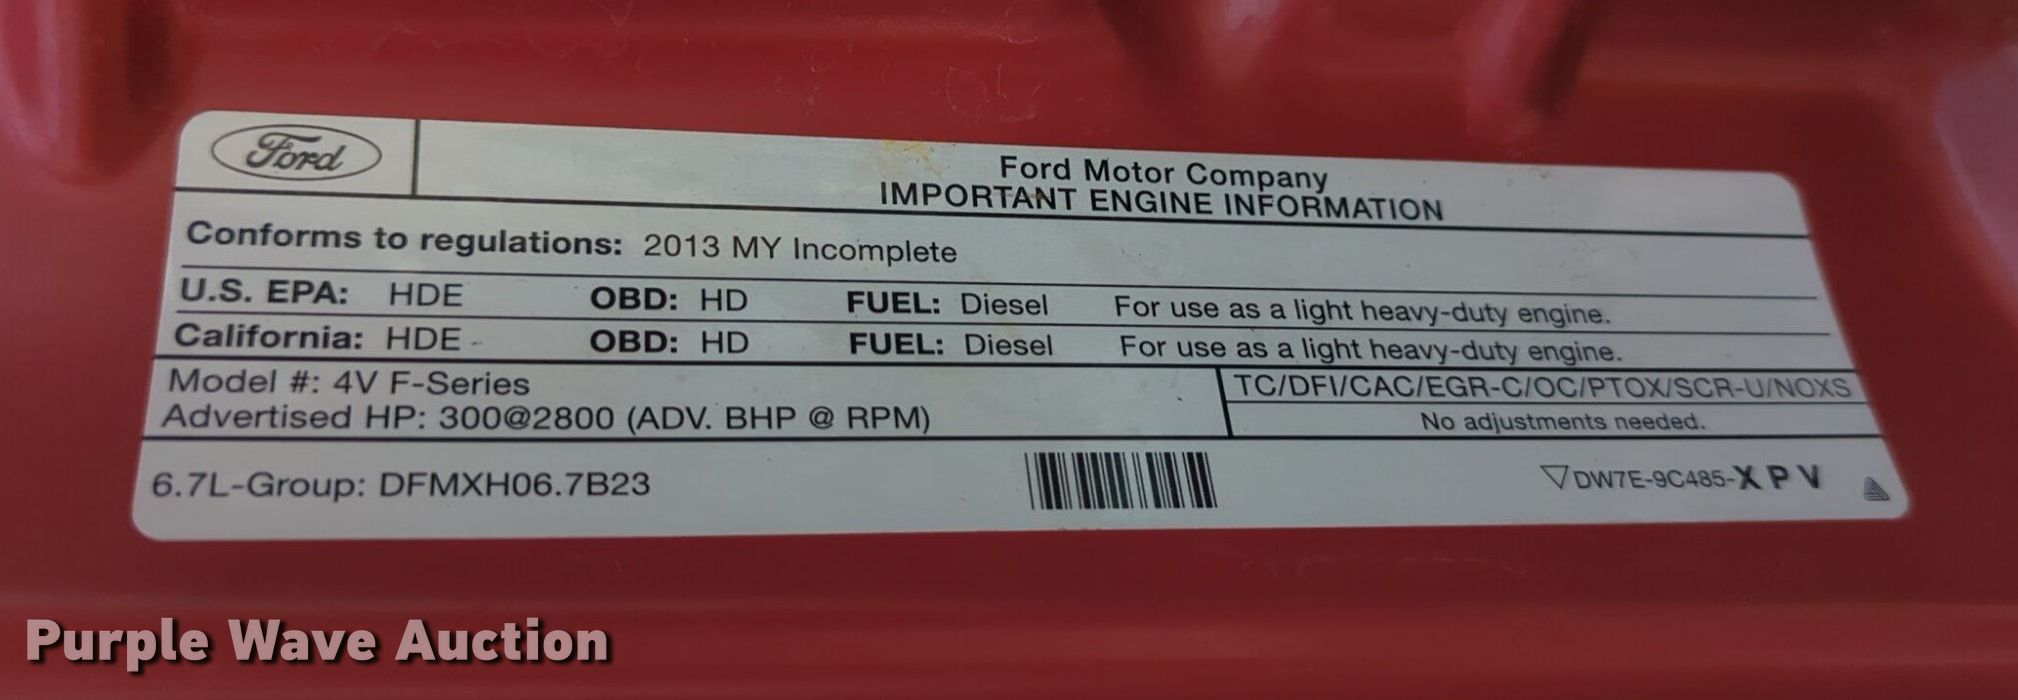 Ford
Ford Motor Company
IMPORTANT ENGINE INFORMATION
Conforms to regulations: 2013 MY Incomplete
U.S. EPA: HDE OBD: HD FUEL: Diesel For use as a light heavy-duty engine.
California: HDE - OBD: HD FUEL: Diesel For use as a light heavy-duty engine.
Model #: 4V F-Series
Advertised HP: 300@2800 (ADV. BHP @ RPM)
TC/DFI/CAC/EGR-C/OC/PTOX/SCR-U/NOXS
No adjustments needed.
6.7L-Group: DFMXH06.7B23
DW7E-9C485-X P V
Purple Wave Auction